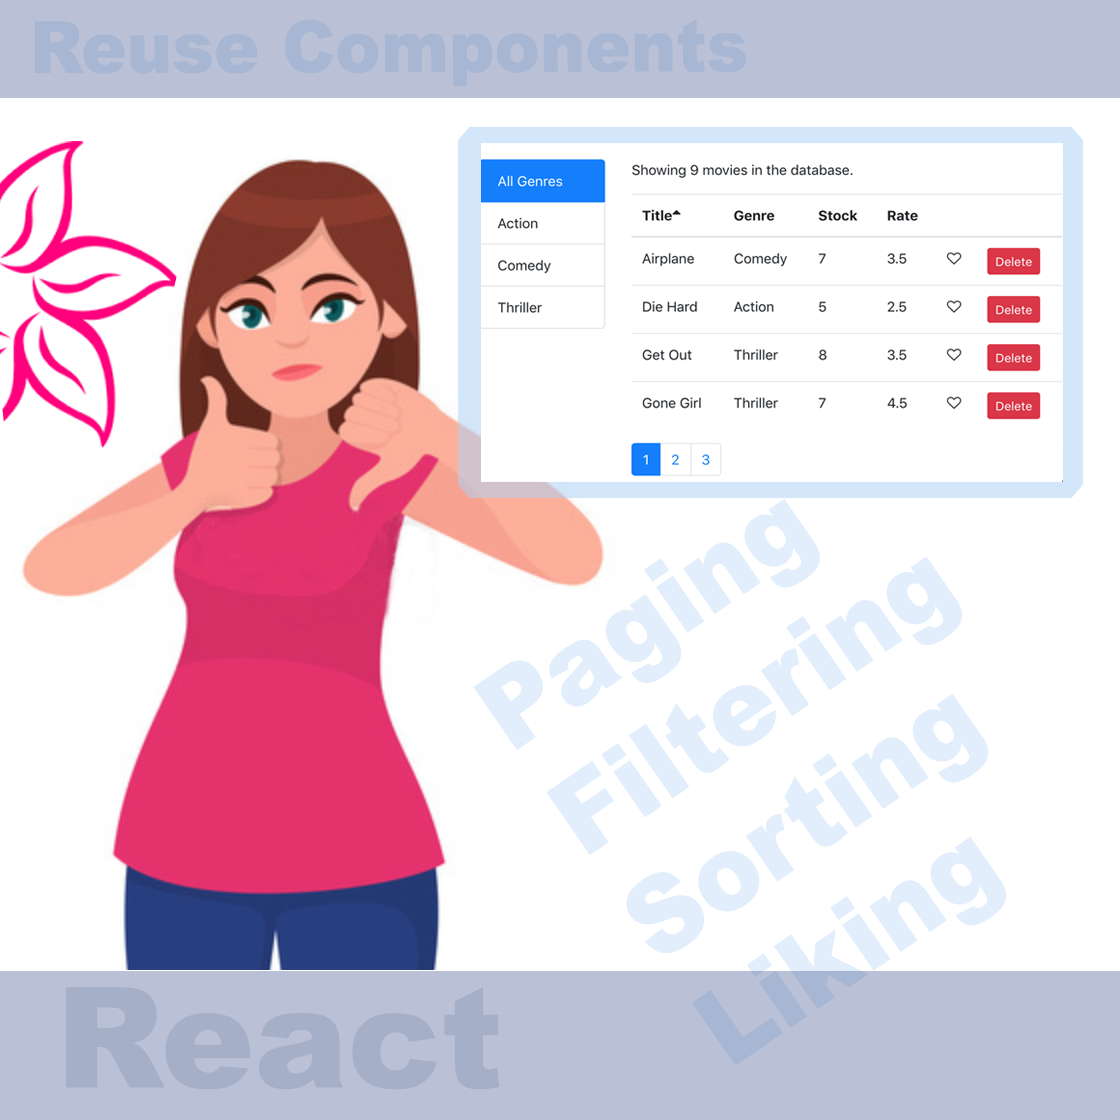 Reuse Components
All Genres
Action
Comedy
Thriller
Showing 9 movies in the database.
Title Genre Stock Rate
Airplane Comedy 7 3.5 Delete
Die Hard Action 5 2.5 Delete
Get Out Thriller 8 3.5 Delete
Gone Girl Thriller 7 4.5 Delete
1 2 3
Paging
Filtering
Sorting
Liking
React